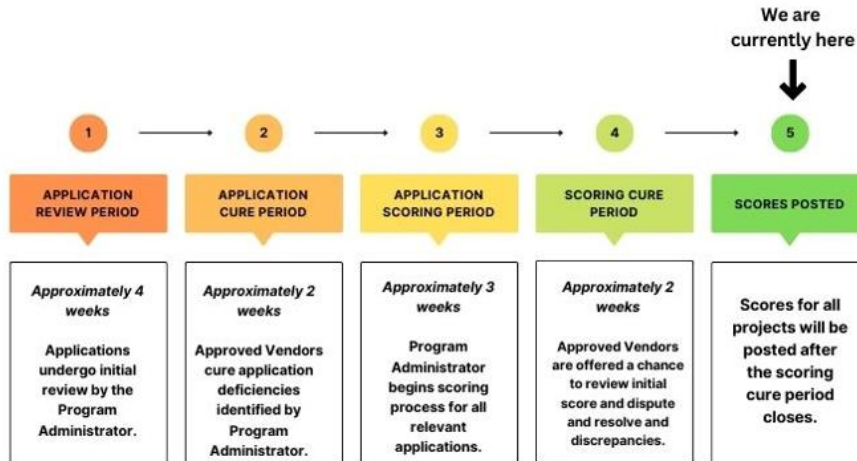 We are
currently here
1
2
3
4
5
APPLICATION
REVIEW PERIOD
APPLICATION
CURE PERIOD
APPLICATION
SCORING PERIOD
SCORING CURE
PERIOD
SCORES POSTED
Approximately 4
weeks
Applications
undergo initial
review by the
Program
Administrator.
Approximately 2
weeks
Approved Vendors
cure application
deficiencies
identified by
Program
Administrator.
Approximately 3
weeks
Program
Administrator
begins scoring
process for all
relevant
applications.
Approximately 2
weeks
Approved Vendors
are offered a chance
to review initial
score and dispute
and resolve and
discrepancies.
Scores for all
projects will be
posted after
the scoring
cure period
closes.